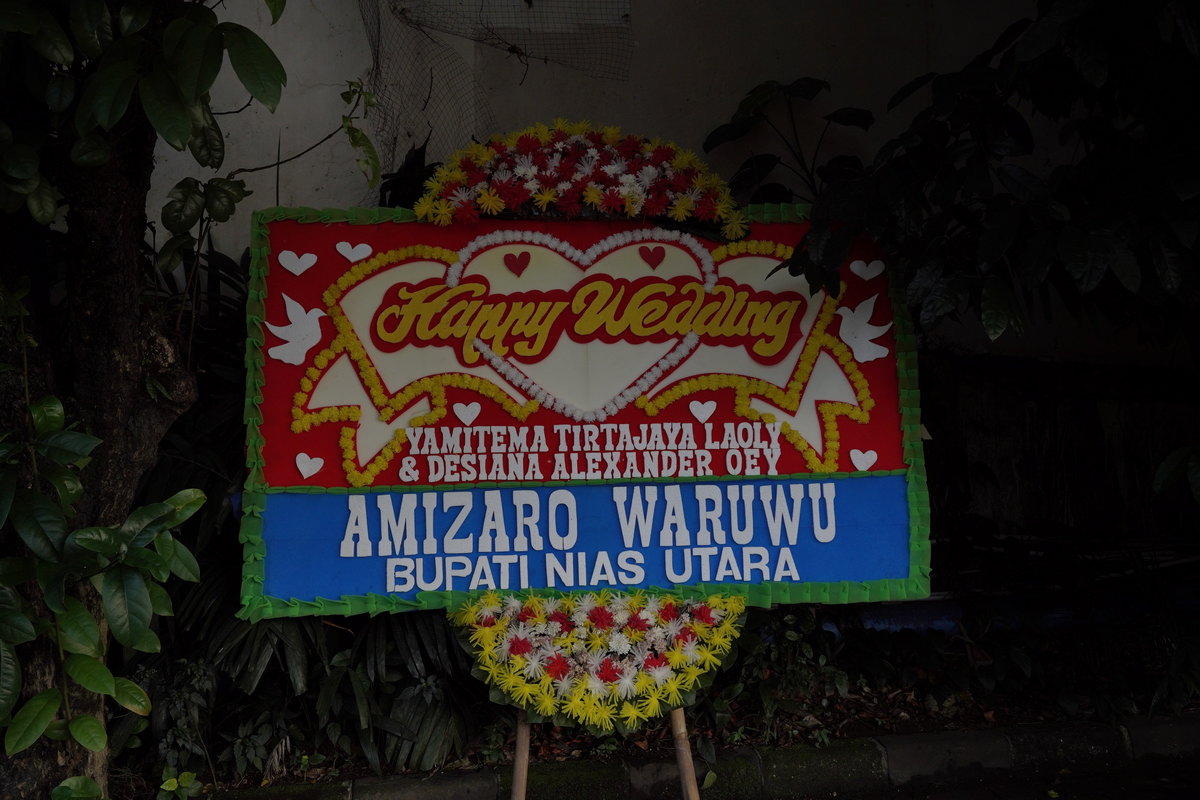 Happy Wedding
YAMITEMA TIRTAJAYA LAOLY
& DESIANA ALEXANDER OEY
AMIZARO WARUWU
BUPATI NIAS UTARA